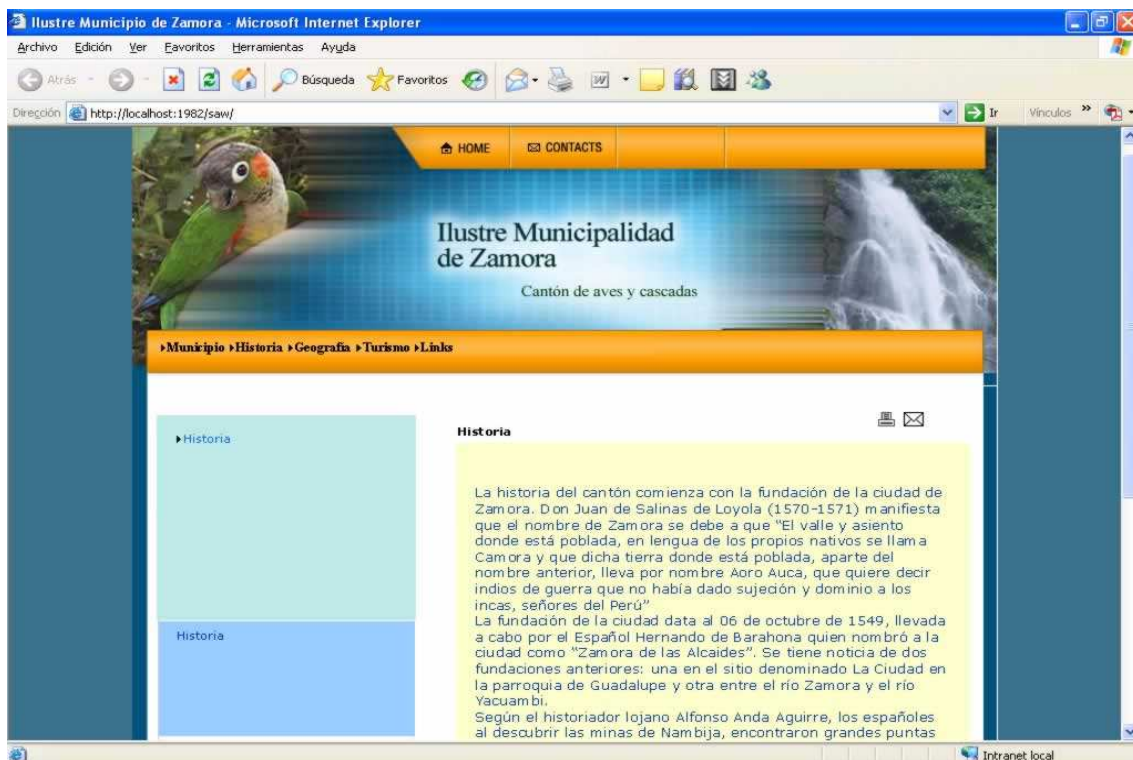 Ilustre Municipio de Zamora - Microsoft Internet Explorer
Archivo Edición Ver Favoritos Herramientas Ayuda
Atrás Búsqueda Favoritos
Dirección http://localhost:1982/saw/ Ir Vínculos »
HOME CONTACTS
Ilustre Municipalidad
de Zamora
Cantón de aves y cascadas
Municipio Historia Geografia Turismo Links
Historia
Historia
Historia
La historia del cantón comienza con la fundación de la ciudad de
Zamora. Don Juan de Salinas de Loyola (1570-1571) manifiesta
que el nombre de Zamora se debe a que "El valle y asiento
donde está poblada, en lengua de los propios nativos se llama
Camora y que dicha tierra donde está poblada, aparte del
nombre anterior, lleva por nombre Aoro Auca, que quiere decir
indios de guerra que no había dado sujeción y dominio a los
incas, señores del Perú"
La fundación de la ciudad data al 06 de octubre de 1549, llevada
a cabo por el Español Hernando de Barahona quien nombró a la
ciudad como "Zamora de las Alcaides". Se tiene noticia de dos
fundaciones anteriores: una en el sitio denominado La Ciudad en
la parroquia de Guadalupe y otra entre el río Zamora y el río
Yacuambi.
Según el historiador lojano Alfonso Anda Aguirre, los españoles
al descubrir las minas de Nambija, encontraron grandes puntas
Intranet local